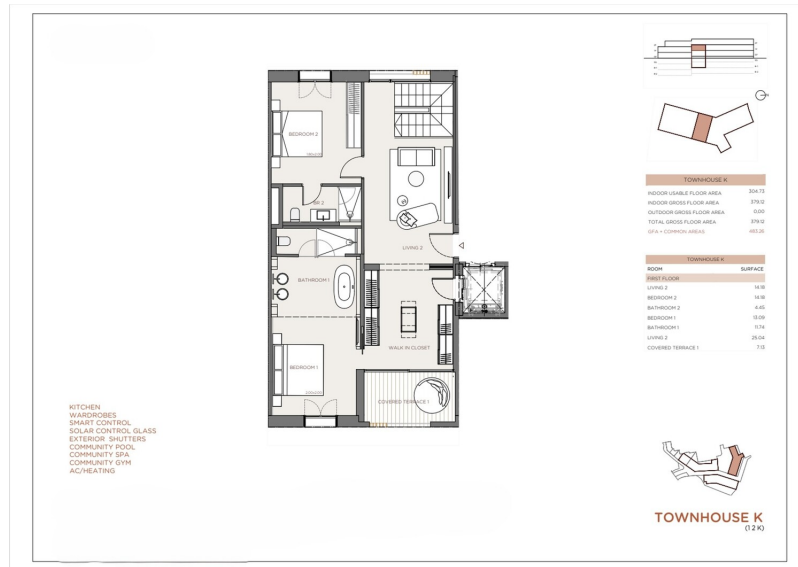 BEDROOM 2
BR 2
LIVING 2
BATHROOM 1
WALK IN CLOSET
BEDROOM 1
COVERED TERRACE 1
KITCHEN
WARDROBES
SMART CONTROL
SOLAR CONTROL GLASS
EXTERIOR SHUTTERS
COMMUNITY POOL
COMMUNITY SPA
COMMUNITY GYM
AC/HEATING
TOWNHOUSE K
INDOOR USABLE FLOOR AREA 304.73
INDOOR GROSS FLOOR AREA 379.12
OUTDOOR GROSS FLOOR AREA 0.00
TOTAL GROSS FLOOR AREA 379.12
GFA + COMMON AREAS
TOWNHOUSE K
ROOM SURFACE
FIRST FLOOR
LIVING 2 14.18
BEDROOM 2 14.18
BATHROOM 2 4.45
BEDROOM 1 13.09
BATHROOM 1 11.74
LIVING 2 25.04
COVERED TERRACE 1 7.13
TOWNHOUSE K
(1 2 K)